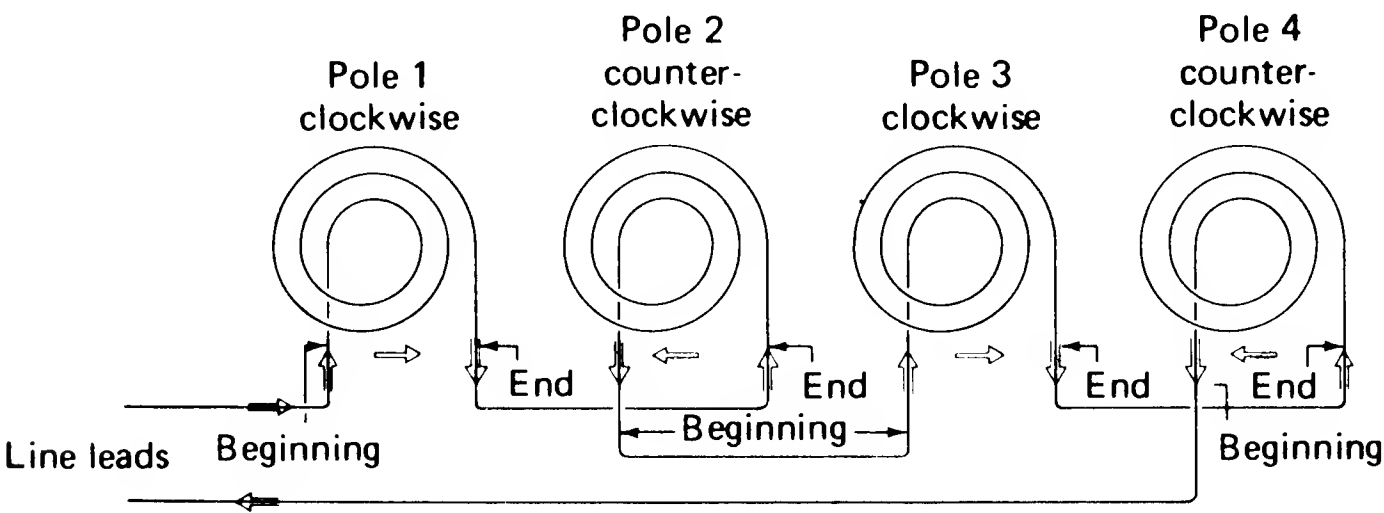 Pole 1
clockwise
Pole 2
counter-
clockwise
Pole 3
clockwise
Pole 4
counter-
clockwise
End
End
End
End
Beginning
Beginning
Beginning
Line leads